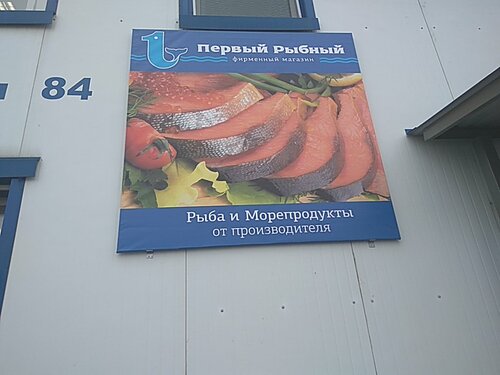 Первый Рыбный
фирменный магазин
84
Рыба и Морепродукты
от производителя